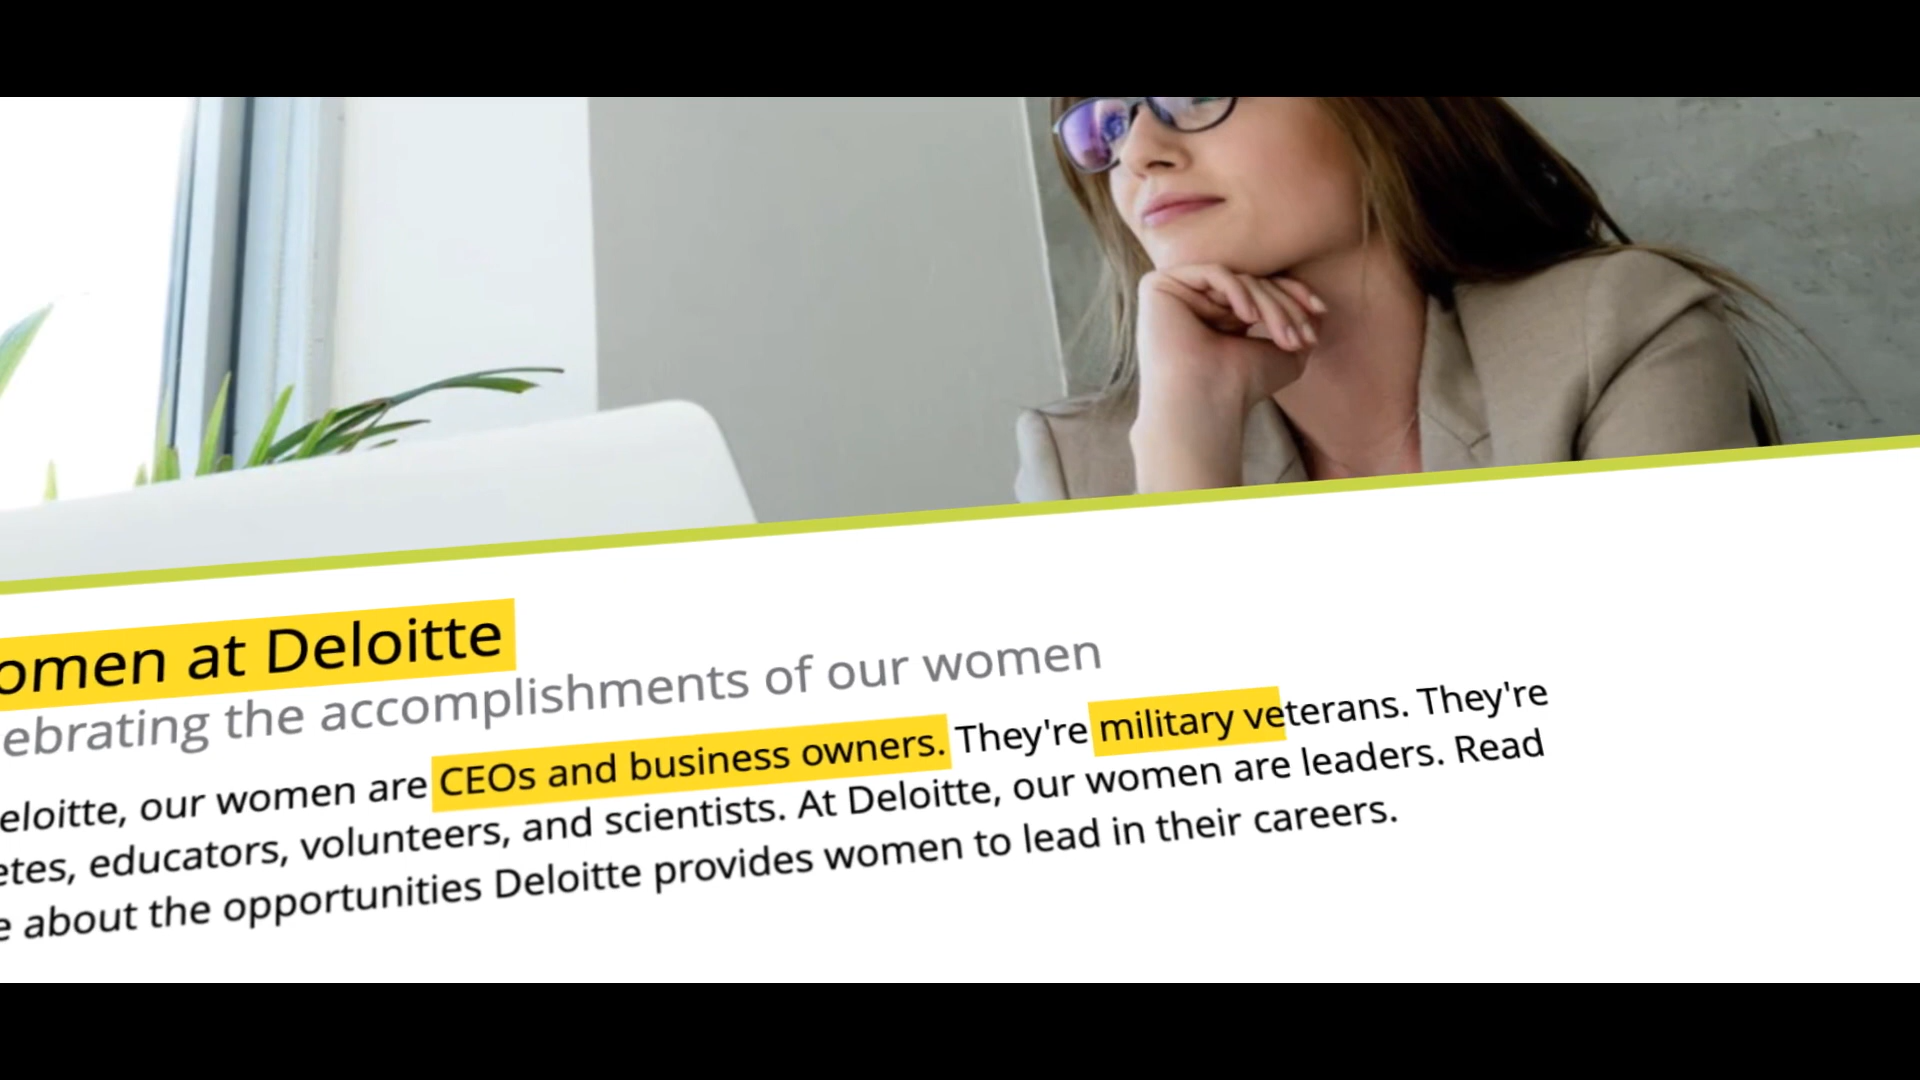 omen at Deloitte
ebrating the accomplishments of our women
eloitte, our women are CEOs and business owners. They're military veterans. They're
etes, educators, volunteers, and scientists. At Deloitte, our women are leaders. Read
e about the opportunities Deloitte provides women to lead in their careers.